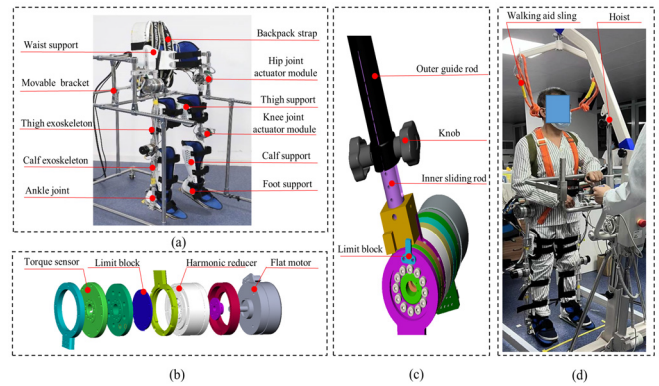 (a)
Waist support
Backpack strap
Movable bracket
Hip joint
actuator module
Thigh support
Thigh exoskeleton
Knee joint
actuator module
Calf exoskeleton
Calf support
Ankle joint
Foot support
(a)
Torque sensor
Limit block
Harmonic reducer
Flat motor
(b)
Outer guide rod
Knob
Inner sliding rod
Limit block
(c)
Walking aid sling
Hoist
(d)